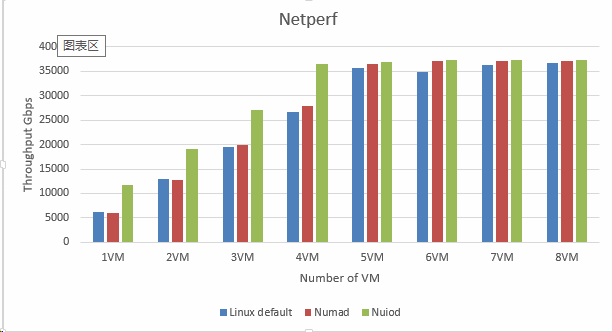 Netperf
4000
图表区
35000
30000
25000
20000
15000
10000
5000
0
Throughput Gbps
1VM 2VM 3VM 4VM 5VM 6VM 7VM 8VM
Number of VM
Linux default Numad Nuiod